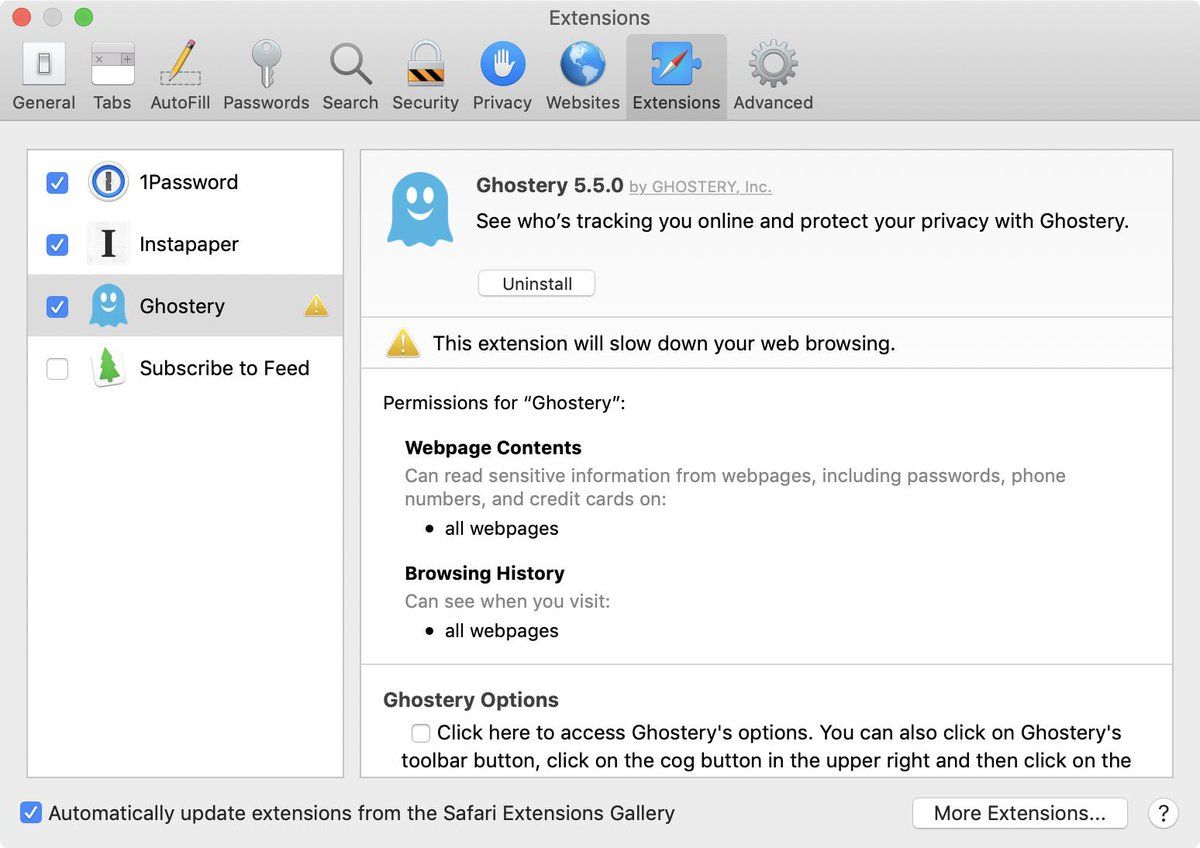 Extensions
General Tabs AutoFill Passwords Search Security Privacy Websites Extensions Advanced
1Password
Instapaper
Ghostery
Subscribe to Feed
Ghostery 5.5.0 by GHOSTERY, Inc.
See who’s tracking you online and protect your privacy with Ghostery.
Uninstall
This extension will slow down your web browsing.
Permissions for “Ghostery”:
Webpage Contents
Can read sensitive information from webpages, including passwords, phone
numbers, and credit cards on:
• all webpages
Browsing History
Can see when you visit:
• all webpages
Ghostery Options
Click here to access Ghostery's options. You can also click on Ghostery's
toolbar button, click on the cog button in the upper right and then click on the
Automatically update extensions from the Safari Extensions Gallery
More Extensions...
?